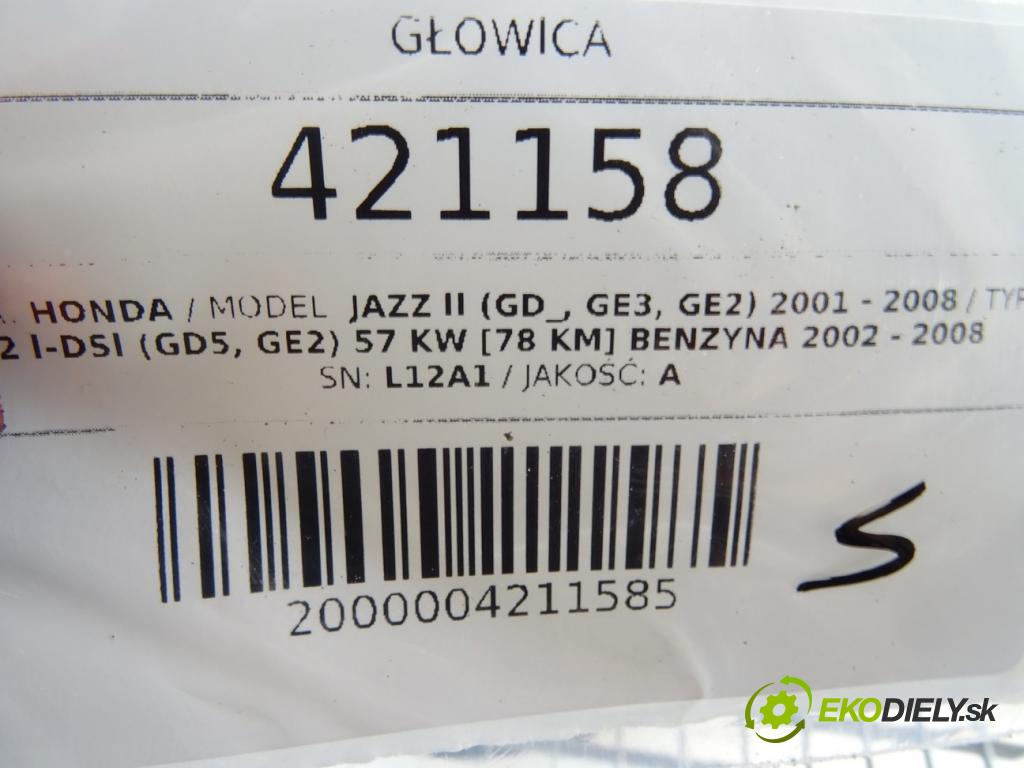 GŁOWICA
421158
HONDA / MODEL JAZZ II (GD_, GE3, GE2) 2001 - 2008 / TYP
2 I-DSI (GD5, GE2) 57 KW [78 KM] BENZYNA 2002 - 2008
SN: L12A1 / JAKOŚĆ: A
2000004211585
S
EKODIELY.sk